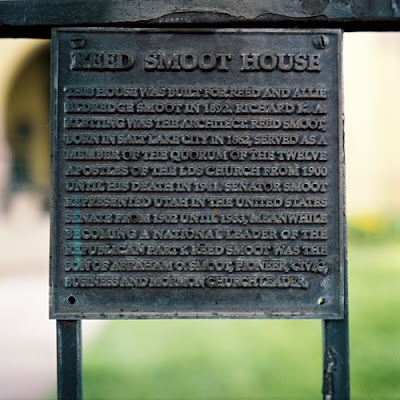 REED SMOOT HOUSE
THIS HOUSE WAS BUILT FOR REED AND ALLIE
ELDREDGE SMOOT IN 1892. RICHARD K. A.
KLETTING WAS THE ARCHITECT. REED SMOOT,
BORN IN SALT LAKE CITY IN 1862, SERVED AS A
MEMBER OF THE QUORUM OF THE TWELVE
APOSTLES OF THE LDS CHURCH FROM 1900
UNTIL HIS DEATH IN 1941. SENATOR SMOOT
REPRESENTED UTAH IN THE UNITED STATES
SENATE FROM 1902 UNTIL 1933, MEANWHILE
BECOMING A NATIONAL LEADER OF THE
REPUBLICAN PARTY. REED SMOOT WAS THE
SON OF ABRAHAM O. SMOOT, PIONEER, CIVIC,
BUSINESS AND MORMON CHURCH LEADER.